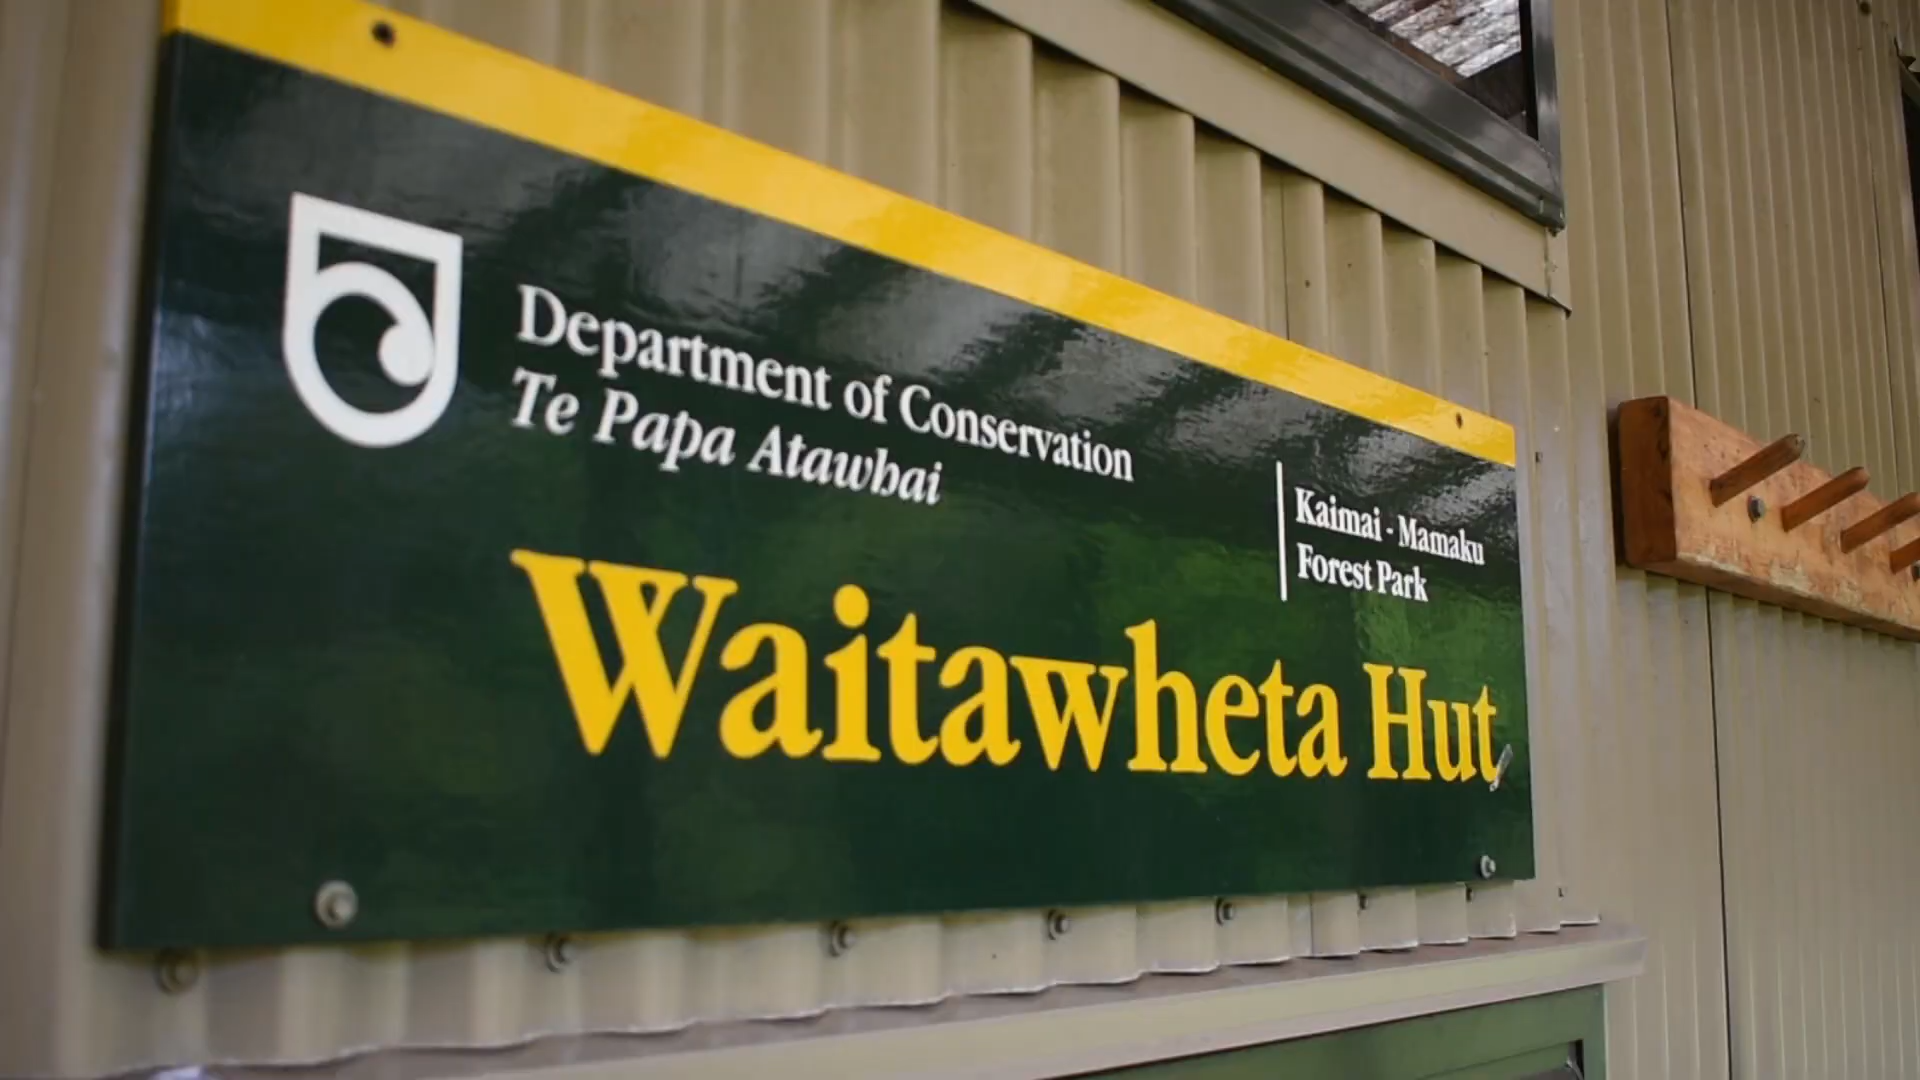 Department of Conservation
Te Papa Atawhai
Kaimai - Mamaku
Forest Park
Waitawheta Hut